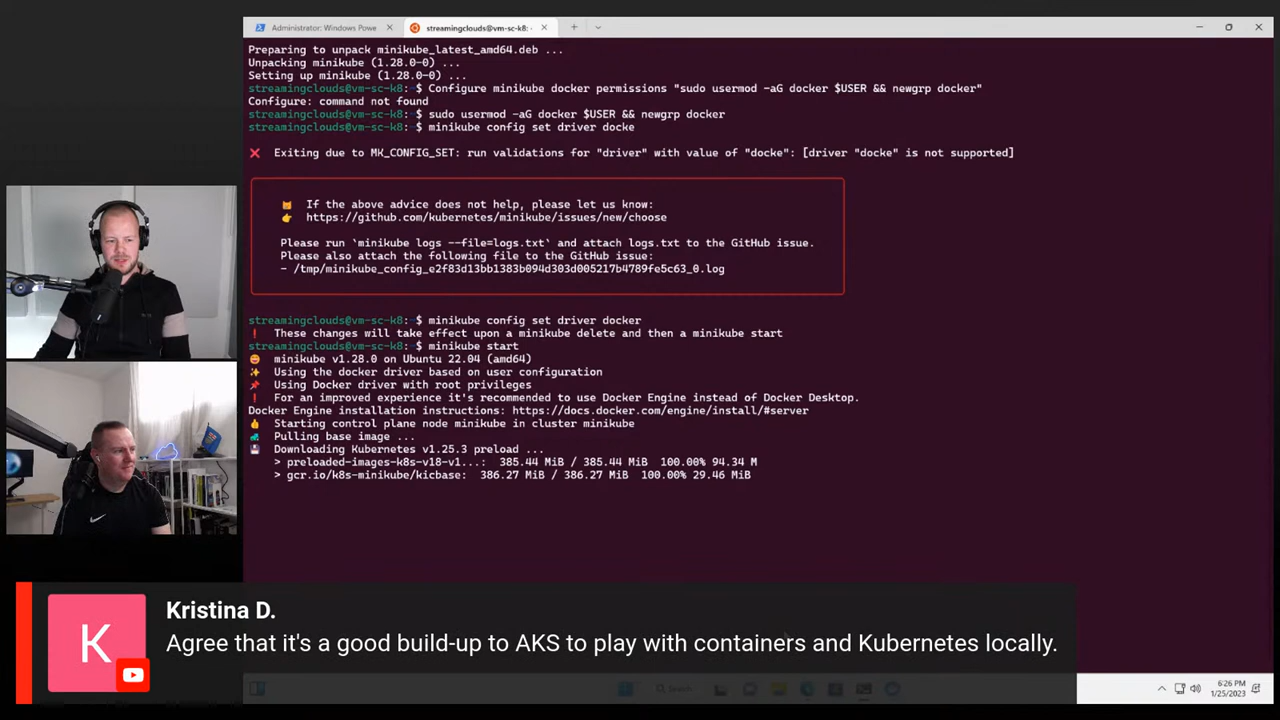 Administrator: Windows Powe
streamingclouds@vm-sc-k8: ~
Preparing to unpack minikube_latest_amd64.deb ...
Unpacking minikube (1.28.0-0) ...
Setting up minikube (1.28.0-0) ...
streamingclouds@vm-sc-k8:~$ Configure minikube docker permissions "sudo usermod -aG docker $USER && newgrp docker"
Configure: command not found
streamingclouds@vm-sc-k8:~$ sudo usermod -aG docker $USER && newgrp docker
streamingclouds@vm-sc-k8:~$ minikube config set driver docke
❌ Exiting due to MK_CONFIG_SET: run validations for "driver" with value of "docke": [driver "docke" is not supported]
If the above advice does not help, please let us know:
https://github.com/kubernetes/minikube/issues/new/choose
Please run `minikube logs --file=logs.txt` and attach logs.txt to the GitHub issue.
Please also attach the following file to the GitHub issue:
- /tmp/minikube_config_e2f83d13bb1383b094d303d005217b4789fe5c63_0.log
streamingclouds@vm-sc-k8:~$ minikube config set driver docker
❗ These changes will take effect upon a minikube delete and then a minikube start
streamingclouds@vm-sc-k8:~$ minikube start
minikube v1.28.0 on Ubuntu 22.04 (amd64)
Using the docker driver based on user configuration
Using Docker driver with root privileges
❗ For an improved experience it's recommended to use Docker Engine instead of Docker Desktop.
Docker Engine installation instructions: https://docs.docker.com/engine/install/#server
Starting control plane node minikube in cluster minikube
Pulling base image ...
Downloading Kubernetes v1.25.3 preload ...
> preloaded-images-k8s-v18-v1...: 385.44 MiB / 385.44 MiB 100.00% 94.34 M
> gcr.io/k8s-minikube/kicbase: 386.27 MiB / 386.27 MiB 100.00% 29.46 MiB
K
Kristina D.
Agree that it's a good build-up to AKS to play with containers and Kubernetes locally.
Search
6:26 PM
1/25/2023